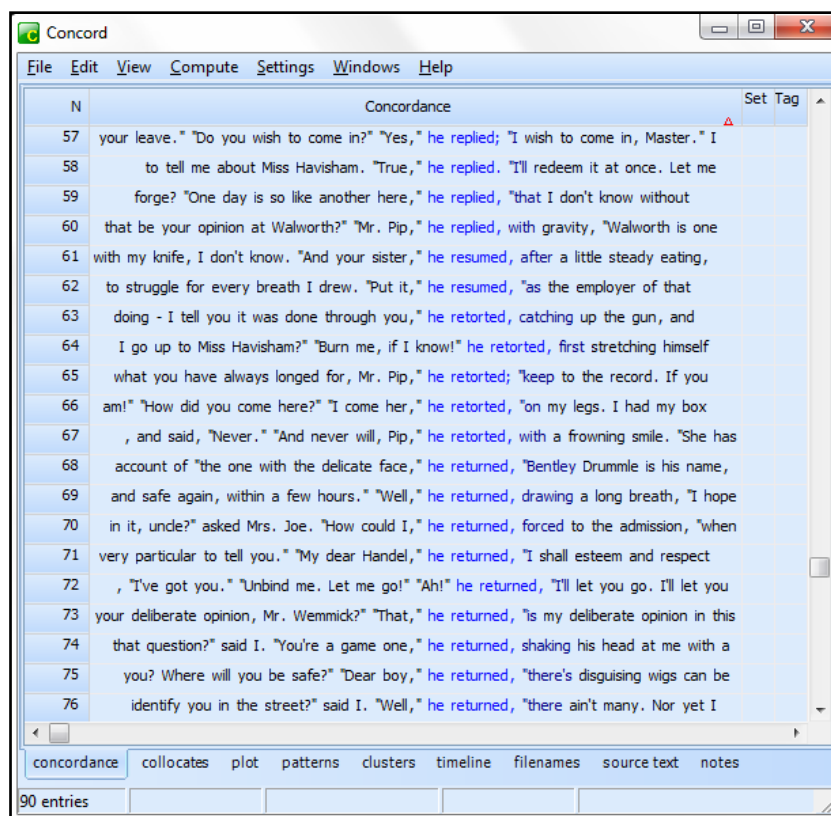 Concord
File Edit View Compute Settings Windows Help
N Concordance Set Tag
57 your leave." "Do you wish to come in?" "Yes," he replied; "I wish to come in, Master." I
58 to tell me about Miss Havisham. "True," he replied. "I'll redeem it at once. Let me
59 forge? "One day is so like another here," he replied, "that I don't know without
60 that be your opinion at Walworth?" "Mr. Pip," he replied, with gravity, "Walworth is one
61 with my knife, I don't know. "And your sister," he resumed, after a little steady eating,
62 to struggle for every breath I drew. "Put it," he resumed, "as the employer of that
63 doing - I tell you it was done through you," he retorted, catching up the gun, and
64 I go up to Miss Havisham?" "Burn me, if I know!" he retorted, first stretching himself
65 what you have always longed for, Mr. Pip," he retorted; "keep to the record. If you
66 am!" "How did you come here?" "I come her," he retorted, "on my legs. I had my box
67 , and said, "Never." "And never will, Pip," he retorted, with a frowning smile. "She has
68 account of "the one with the delicate face," he returned, "Bentley Drummle is his name,
69 and safe again, within a few hours." "Well," he returned, drawing a long breath, "I hope
70 in it, uncle?" asked Mrs. Joe. "How could I," he returned, forced to the admission, "when
71 very particular to tell you." "My dear Handel," he returned, "I shall esteem and respect
72 , "I've got you." "Unbind me. Let me go!" "Ah!" he returned, "I'll let you go. I'll let you
73 your deliberate opinion, Mr. Wemmick?" "That," he returned, "is my deliberate opinion in this
74 that question?" said I. "You're a game one," he returned, shaking his head at me with a
75 you? Where will you be safe?" "Dear boy," he returned, "there's disguising wigs can be
76 identify you in the street?" said I. "Well," he returned, "there ain't many. Nor yet I
concordance collocates plot patterns clusters timeline filenames source text notes
90 entries